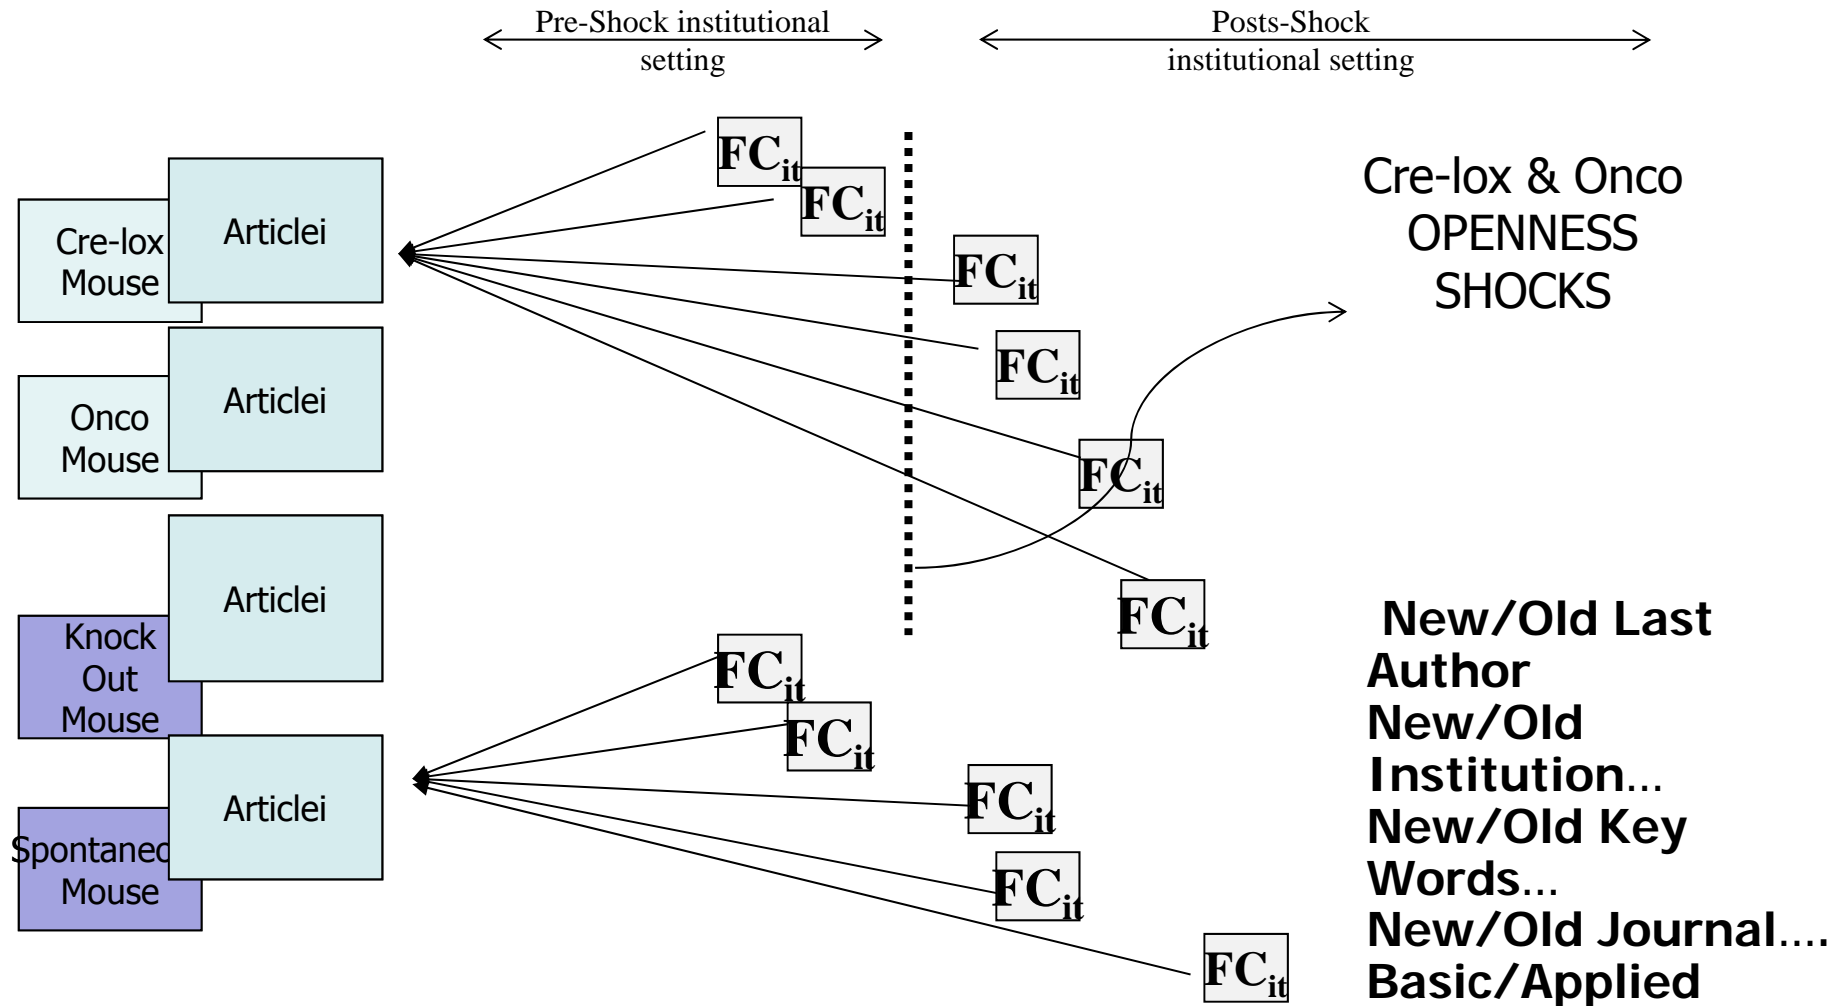 Pre-Shock institutional
setting
Posts-Shock
institutional setting
Cre-lox
Mouse
Articlei
Onco
Mouse
Articlei
Knock
Out
Mouse
Articlei
Spontanec
Mouse
Articlei
FCit
FCit
FCit
FCit
FCit
FCit
FCit
FCit
FCit
FCit
FCit
Cre-lox & Onco
OPENNESS
SHOCKS
New/Old Last
Author
New/Old
Institution...
New/Old Key
Words...
New/Old Journal....
Basic/Applied